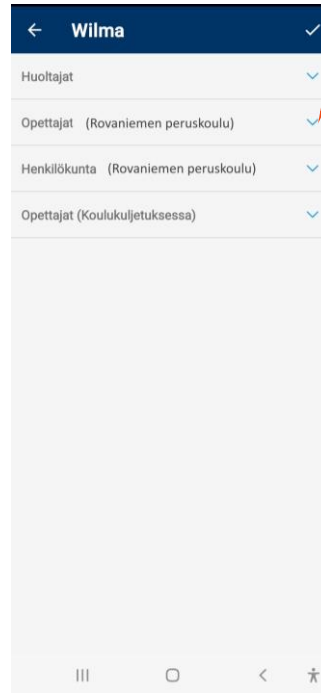 Wilma
Huoltajat
Opettajat (Rovaniemen peruskoulu)
Henkilökunta (Rovaniemen peruskoulu)
Opettajat (Koulukuljetuksessa)